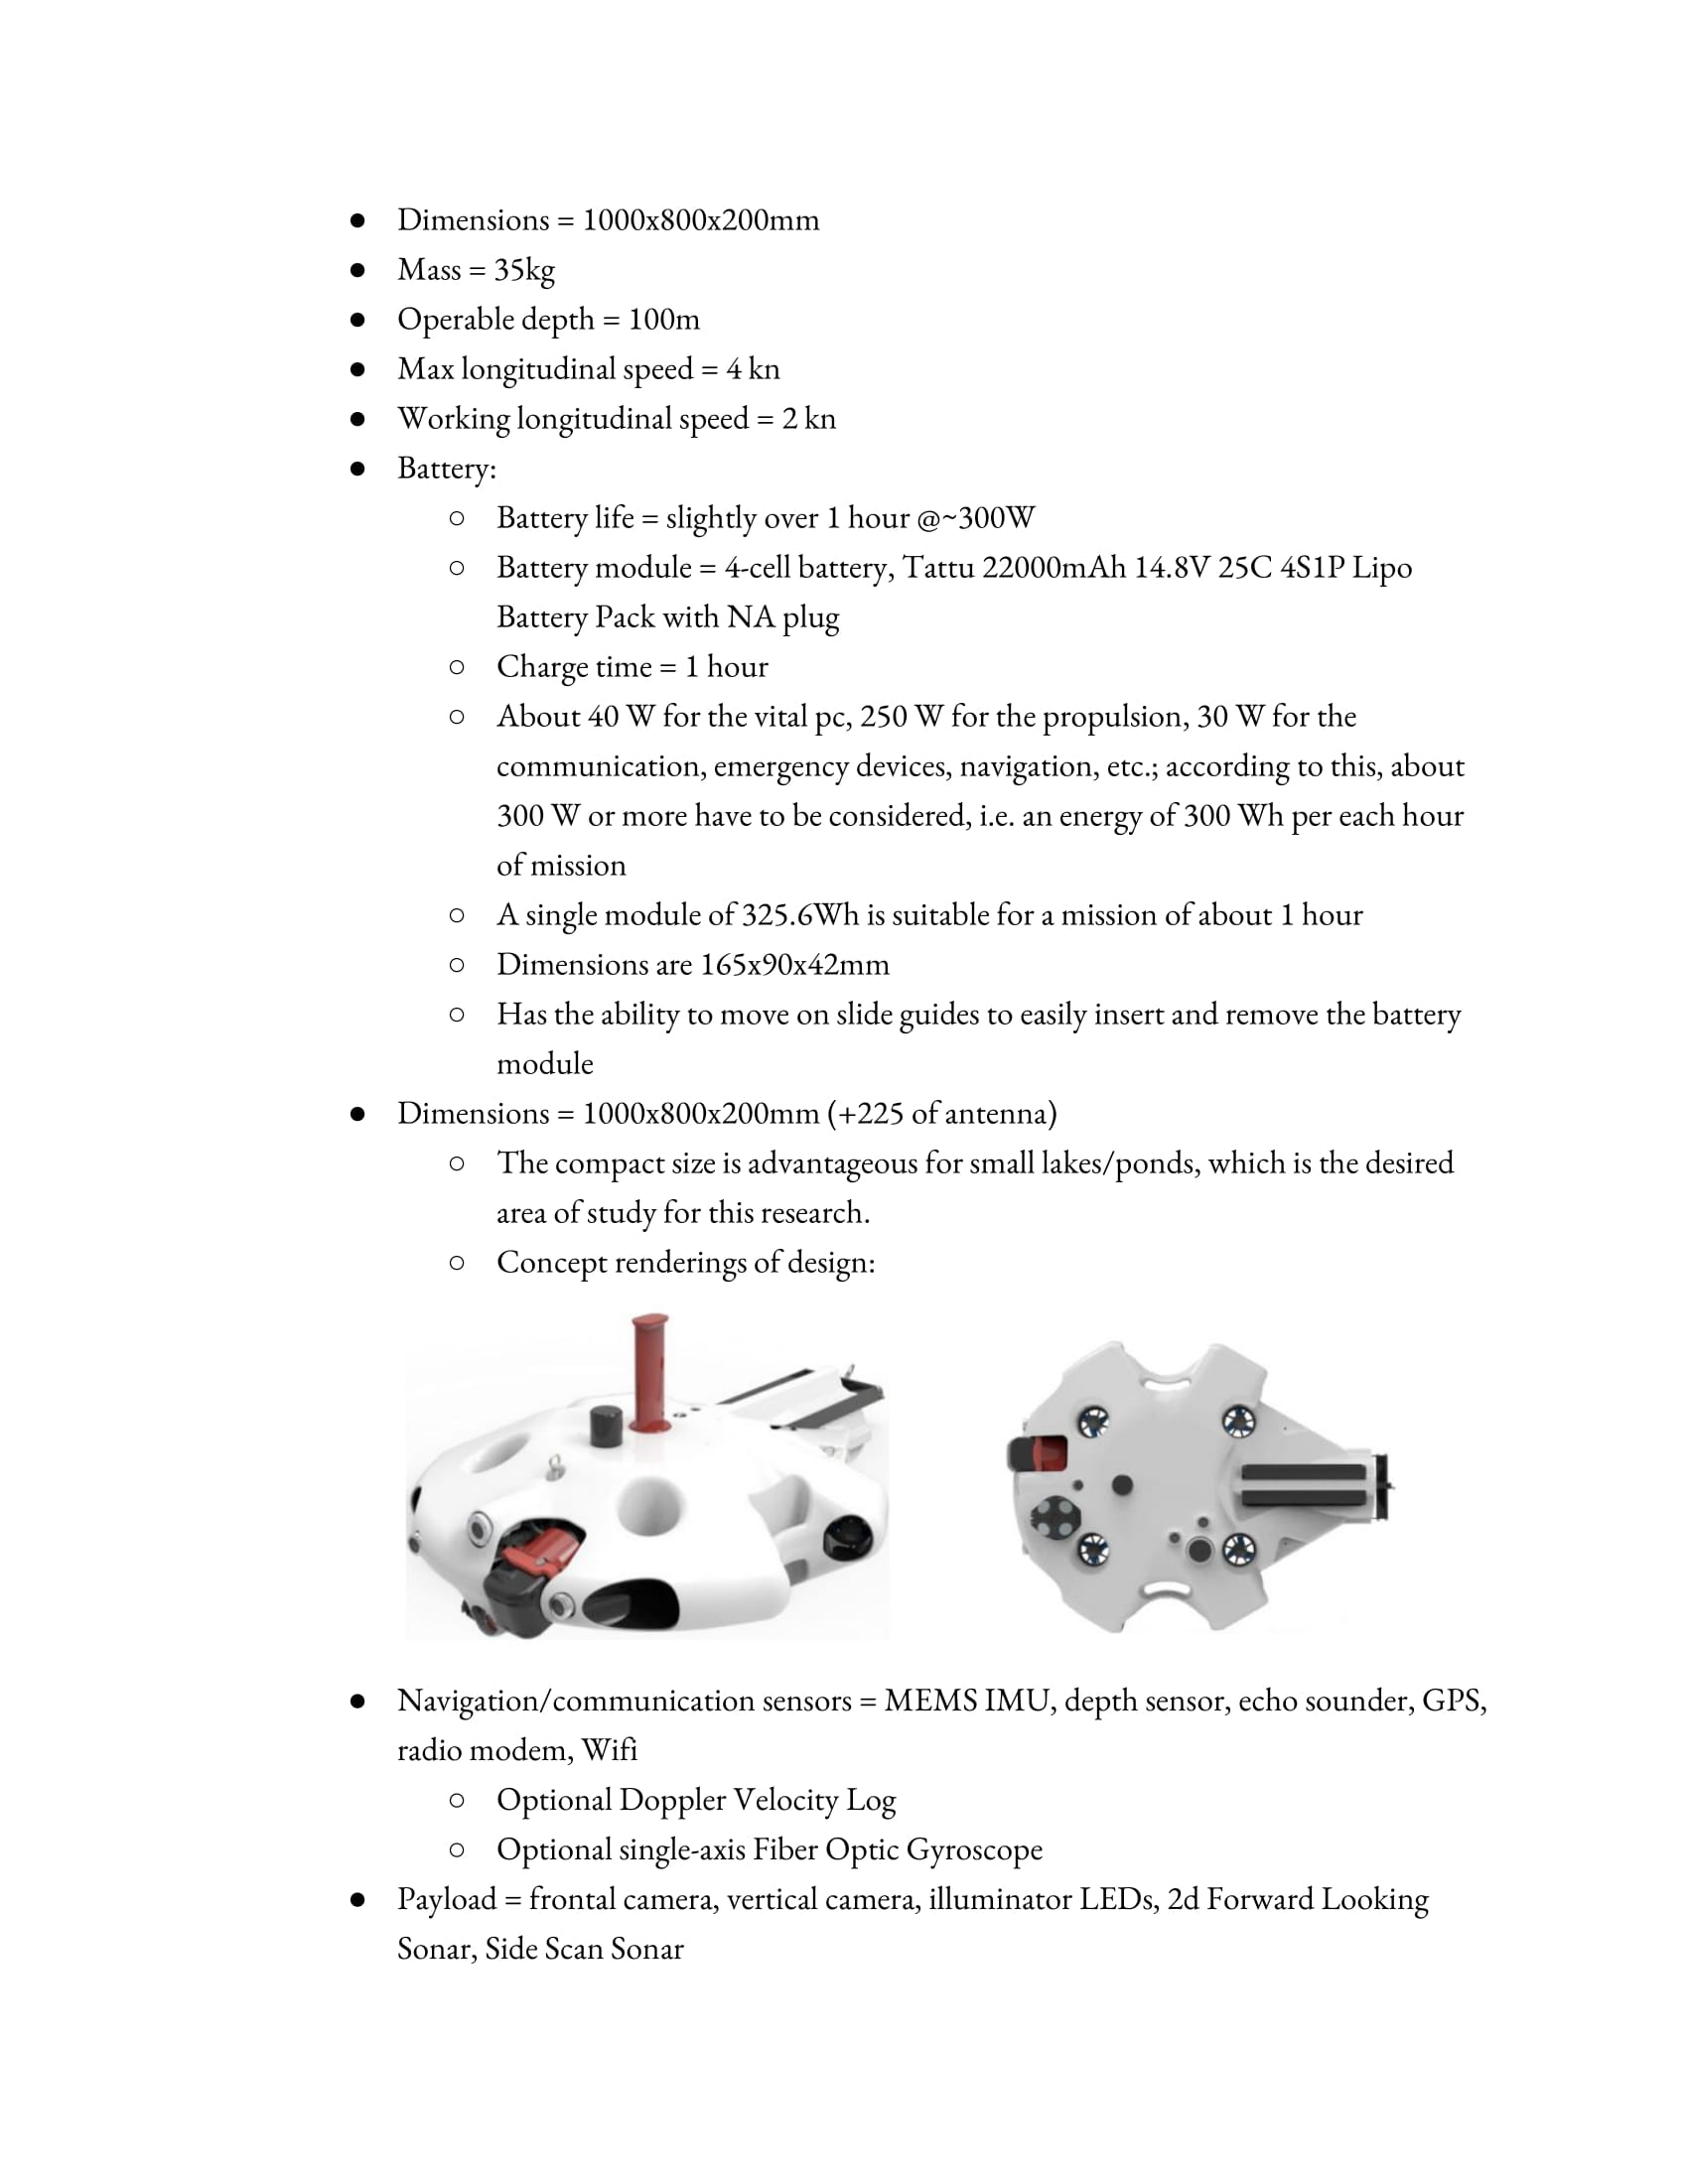 ● Dimensions = 1000x800x200mm
● Mass = 35kg
● Operable depth = 100m
● Max longitudinal speed = 4 kn
● Working longitudinal speed = 2 kn
● Battery:
○ Battery life = slightly over 1 hour @~300W
○ Battery module = 4-cell battery, Tattu 22000mAh 14.8V 25C 4S1P Lipo
Battery Pack with NA plug
○ Charge time = 1 hour
○ About 40 W for the vital pc, 250 W for the propulsion, 30 W for the
communication, emergency devices, navigation, etc.; according to this, about
300 W or more have to be considered, i.e. an energy of 300 Wh per each hour
of mission
○ A single module of 325.6Wh is suitable for a mission of about 1 hour
○ Dimensions are 165x90x42mm
○ Has the ability to move on slide guides to easily insert and remove the battery
module
● Dimensions = 1000x800x200mm (+225 of antenna)
○ The compact size is advantageous for small lakes/ponds, which is the desired
area of study for this research.
○ Concept renderings of design:
● Navigation/communication sensors = MEMS IMU, depth sensor, echo sounder, GPS,
radio modem, Wifi
○ Optional Doppler Velocity Log
○ Optional single-axis Fiber Optic Gyroscope
● Payload = frontal camera, vertical camera, illuminator LEDs, 2d Forward Looking
Sonar, Side Scan Sonar